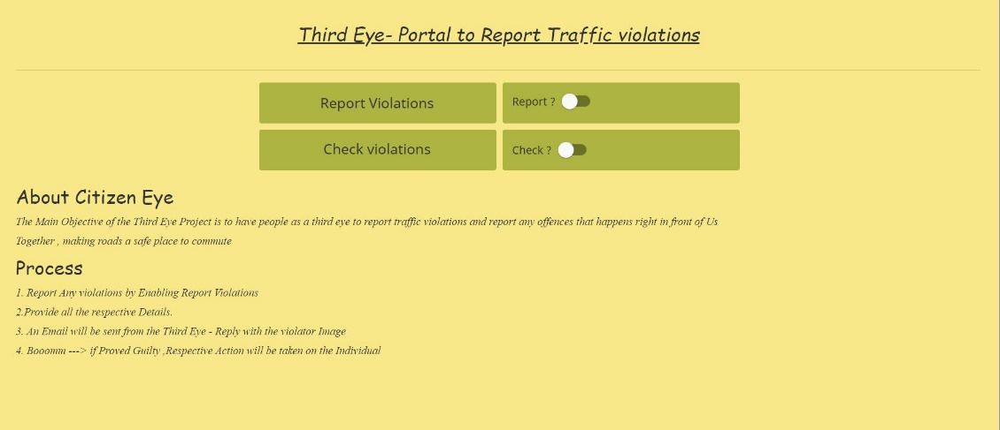 Third Eye- Portal to Report Traffic violations
Report Violations
Report ?
Check violations
Check ?
About Citizen Eye
The Main Objective of the Third Eye Project is to have people as a third eye to report traffic violations and report any offences that happens right in front of Us
Together , making roads a safe place to commute
Process
1. Report Any violations by Enabling Report Violations
2.Provide all the respective Details.
3. An Email will be sent from the Third Eye - Reply with the violator Image
4. Booomm ---> if Proved Guilty ,Respective Action will be taken on the Individual